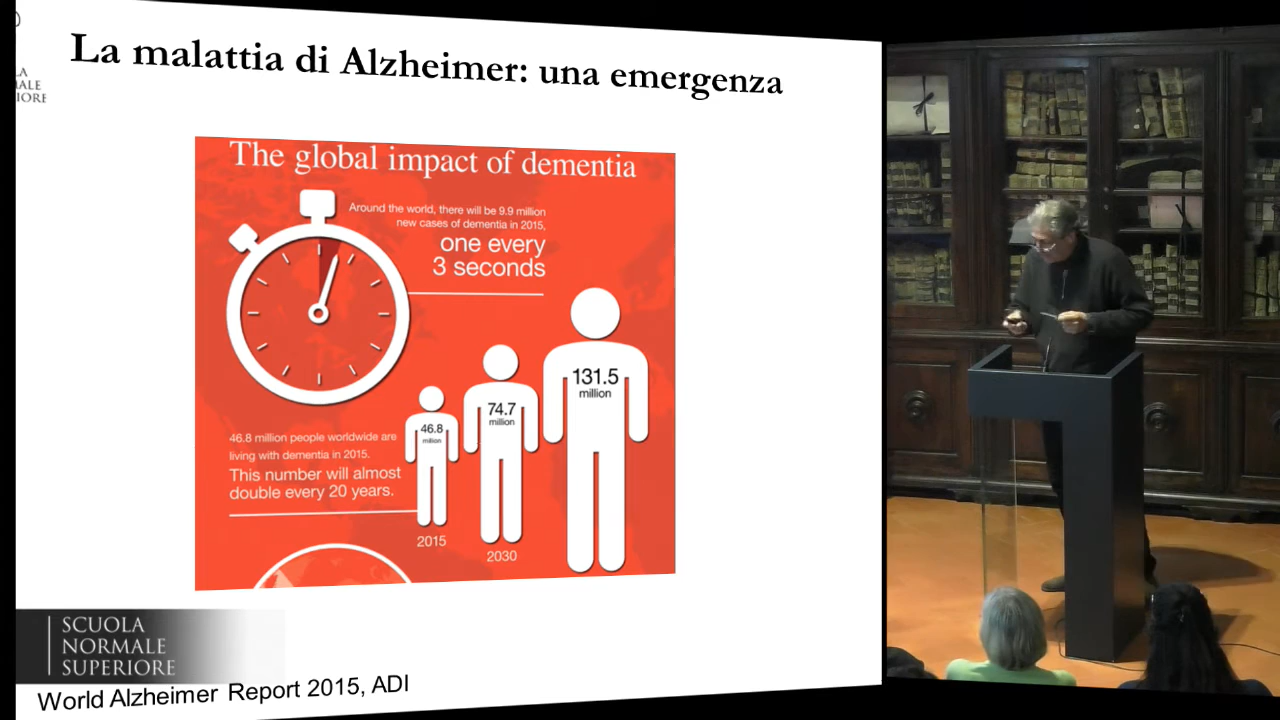 La malattia di Alzheimer: una emergenza
LA
ALE
IORE
The global impact of dementia
Around the world, there will be 9.9 million
new cases of dementia in 2015,
one every
3 seconds
131.5
million
74.7
million
46.8
million
46.8 million people worldwide are
living with dementia in 2015.
This number will almost
double every 20 years.
2015
2030
SCUOLA
NORMALE
SUPERIORE
World Alzheimer Report 2015, ADI